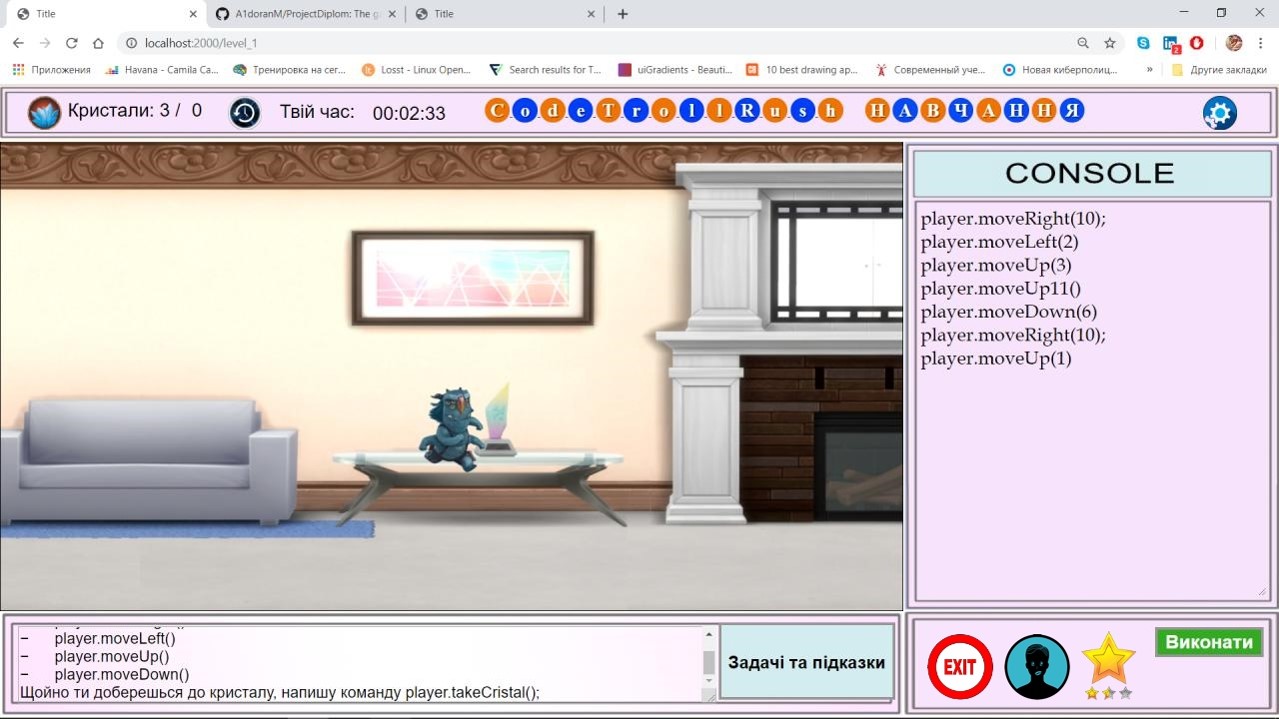 Title
A1doranM/ProjectDiplom: The g
Title
localhost:2000/level_1
2
Приложения
Havana - Camila Ca...
Тренировка на сег...
Losst - Linux Open...
Search results for T...
uiGradients - Beauti...
10 best drawing ap...
Современный уче...
Новая киберполиц...
»
Другие закладки
Кристали: 3 / 0
Твій час: 00:02:33
CodeTrollRush НАВЧАННЯ
CONSOLE
player.moveRight(10);
player.moveLeft(2)
player.moveUp(3)
player.moveUp11()
player.moveDown(6)
player.moveRight(10);
player.moveUp(1)
- player.moveLeft()
- player.moveUp()
- player.moveDown()
Щойно ти доберешься до кристалу, напишу команду player.takeCristal();
Задачі та підказки
EXIT
Виконати